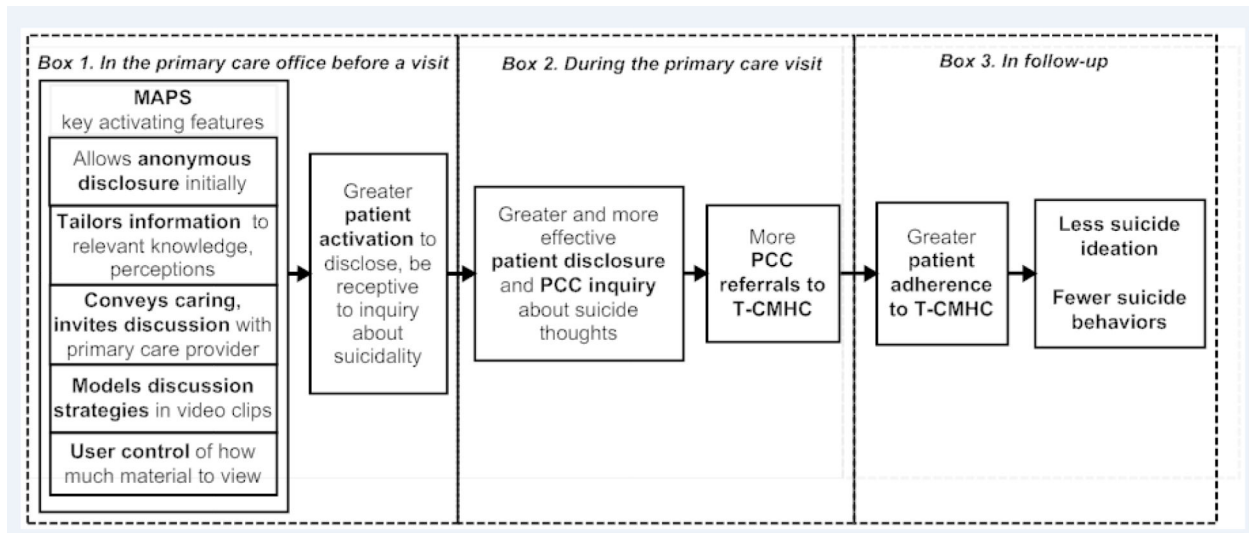 Box 1. In the primary care office before a visit
MAPS
key activating features
Allows anonymous
disclosure initially
Tailors information to
relevant knowledge,
perceptions
Conveys caring,
invites discussion with
primary care provider
Models discussion
strategies in video clips
User control of how
much material to view
Greater
patient
activation to
disclose, be
receptive
to inquiry
about
suicidality
Box 2. During the primary care visit
Greater and more
effective
patient disclosure
and PCC inquiry
about suicide
thoughts
More
PCC
referrals to
T-CMHC
Box 3. In follow-up
Greater
patient
adherence
to T-CMHC
Less suicide
ideation
Fewer suicide
behaviors